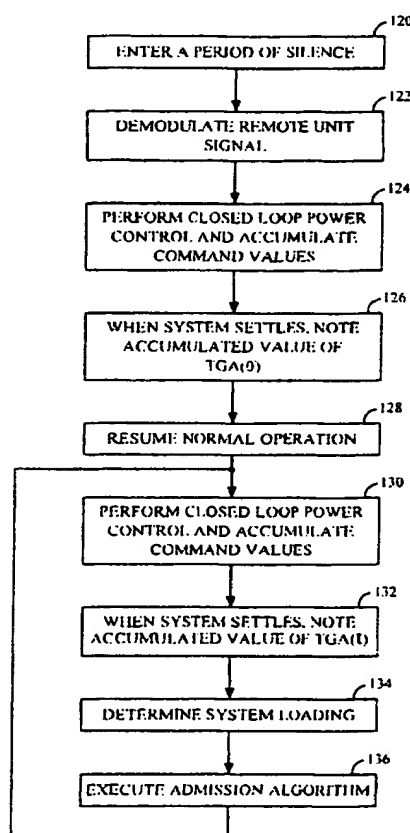 120
ENTER A PERIOD OF SILENCE
123
DEMODULATE REMOTE UNIT
SIGNAL
124
PERFORM CLOSED LOOP POWER
CONTROL AND ACCUMULATE
COMMAND VALUES
126
WHEN SYSTEM SETTLES, NOTE
ACCUMULATED VALUE OF
TGA(0)
128
RESUME NORMAL OPERATION
130
PERFORM CLOSED LOOP POWER
CONTROL AND ACCUMULATE
COMMAND VALUES
132
WHEN SYSTEM SETTLES, NOTE
ACCUMULATED VALUE OF TGA(t)
134
DETERMINE SYSTEM LOADING
136
EXECUTE ADMISSION ALGORITHM